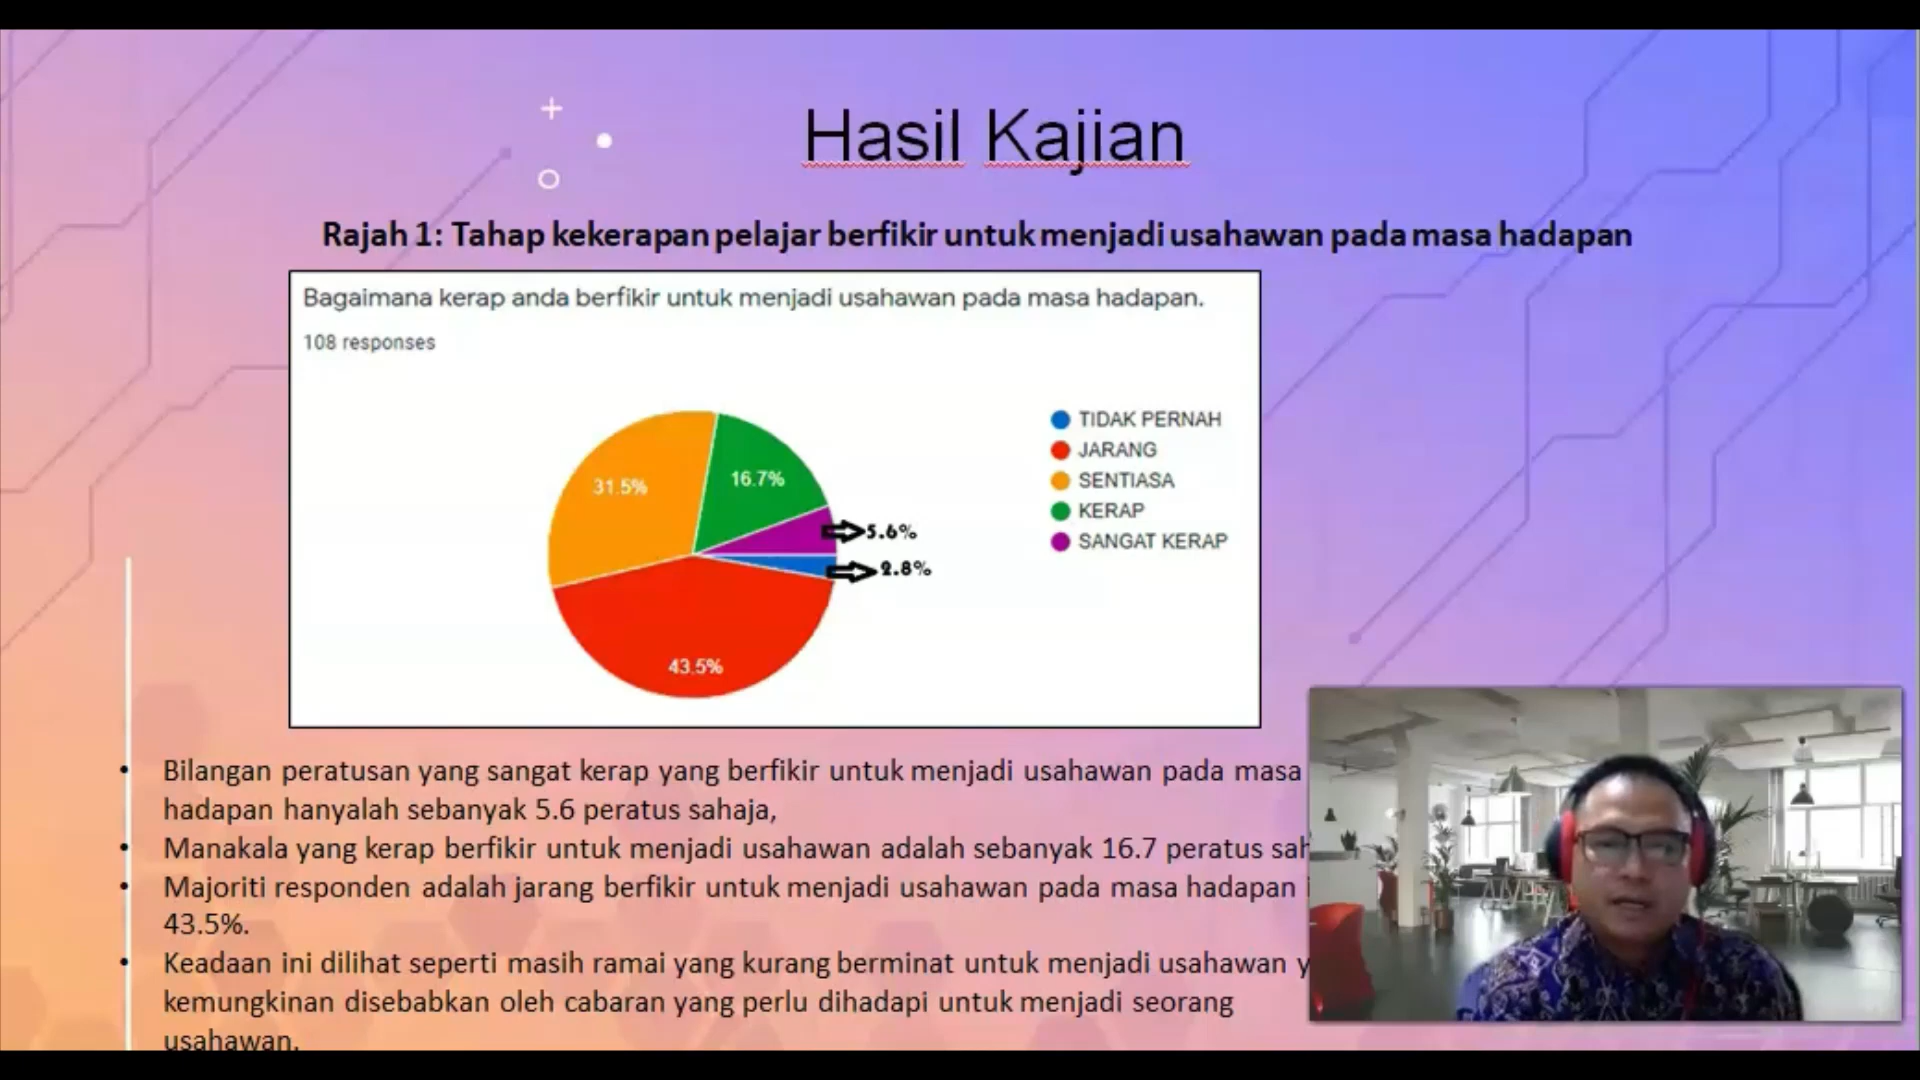 Hasil Kajian
Rajah 1: Tahap kekerapan pelajar berfikir untuk menjadi usahawan pada masa hadapan
Bagaimana kerap anda berfikir untuk menjadi usahawan pada masa hadapan.
108 responses
31.5%
16.7%
5.6%
2.8%
43.5%
TIDAK PERNAH
JARANG
SENTIASA
KERAP
SANGAT KERAP
• Bilangan peratusan yang sangat kerap yang berfikir untuk menjadi usahawan pada masa
hadapan hanyalah sebanyak 5.6 peratus sahaja,
• Manakala yang kerap berfikir untuk menjadi usahawan adalah sebanyak 16.7 peratus sah
• Majoriti responden adalah jarang berfikir untuk menjadi usahawan pada masa hadapan
43.5%.
• Keadaan ini dilihat seperti masih ramai yang kurang berminat untuk menjadi usahawan y
kemungkinan disebabkan oleh cabaran yang perlu dihadapi untuk menjadi seorang
usahawan.